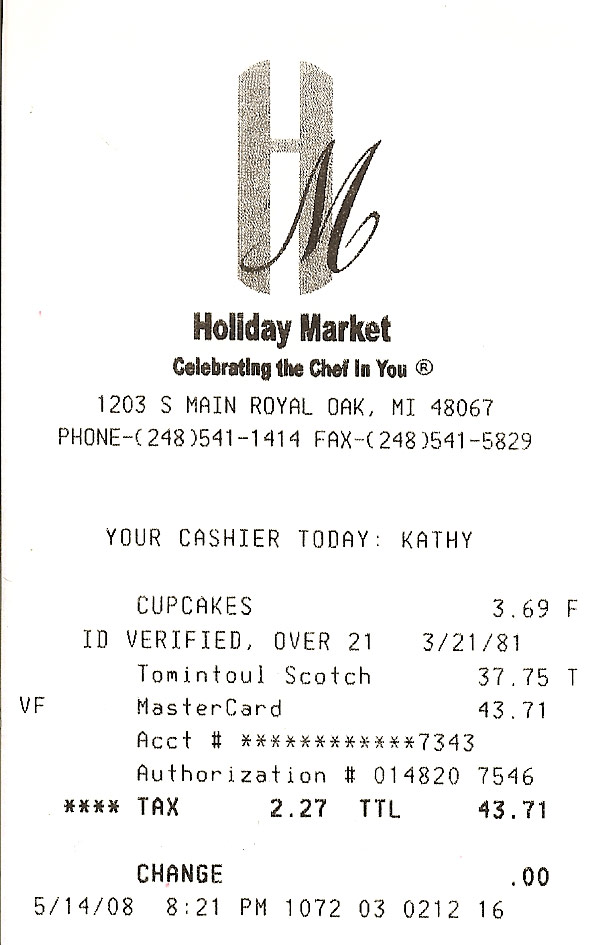 HM
Holiday Market
Celebrating the Chef In You ®
1203 S MAIN ROYAL OAK, MI 48067
PHONE-(248)541-1414 FAX-(248)541-5829
YOUR CASHIER TODAY: KATHY
CUPCAKES 3.69 F
ID VERIFIED, OVER 21 3/21/81
Tomintoul Scotch 37.75 T
VF MasterCard 43.71
Acct # ************7343
Authorization # 014820 7546
**** TAX 2.27 TTL 43.71
CHANGE .00
5/14/08 8:21 PM 1072 03 0212 16